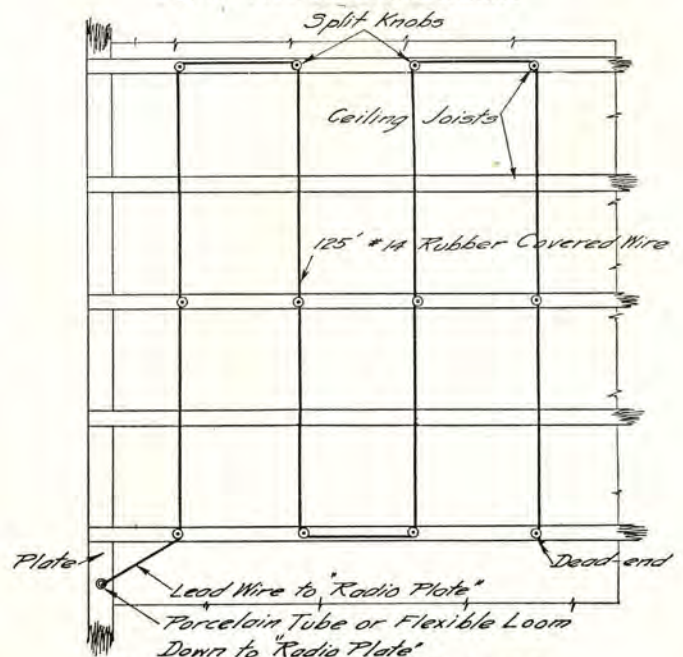 Split Knobs
Ceiling Joists
125' #14 Rubber Covered Wire
Plate
Dead-end
Lead Wire to "Radio Plate"
Porcelain Tube or Flexible Loom
Down to "Radio Plate"